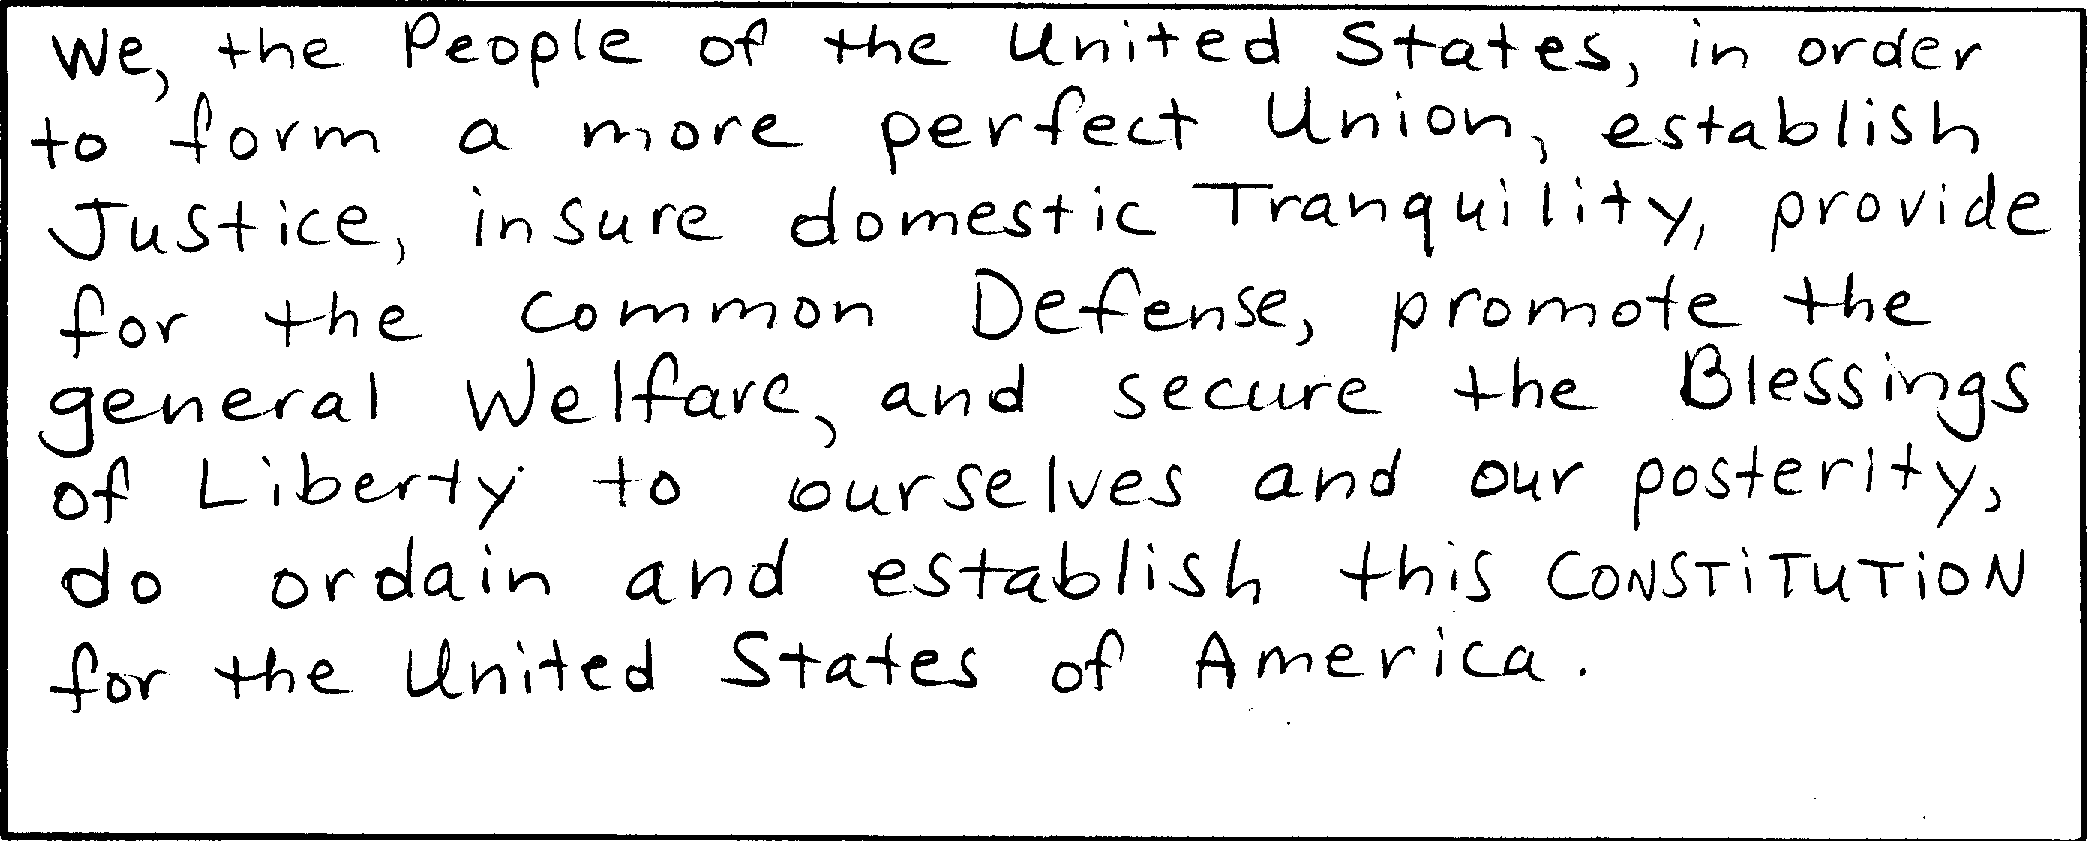 We, the People of the United States, in order
to form a more perfect Union, establish
Justice, insure domestic Tranquility, provide
for the common Defense, promote the
general Welfare, and secure the Blessings
of Liberty to ourselves and our posterity,
do ordain and establish this CONSTiTUTiON
for the United States of America.